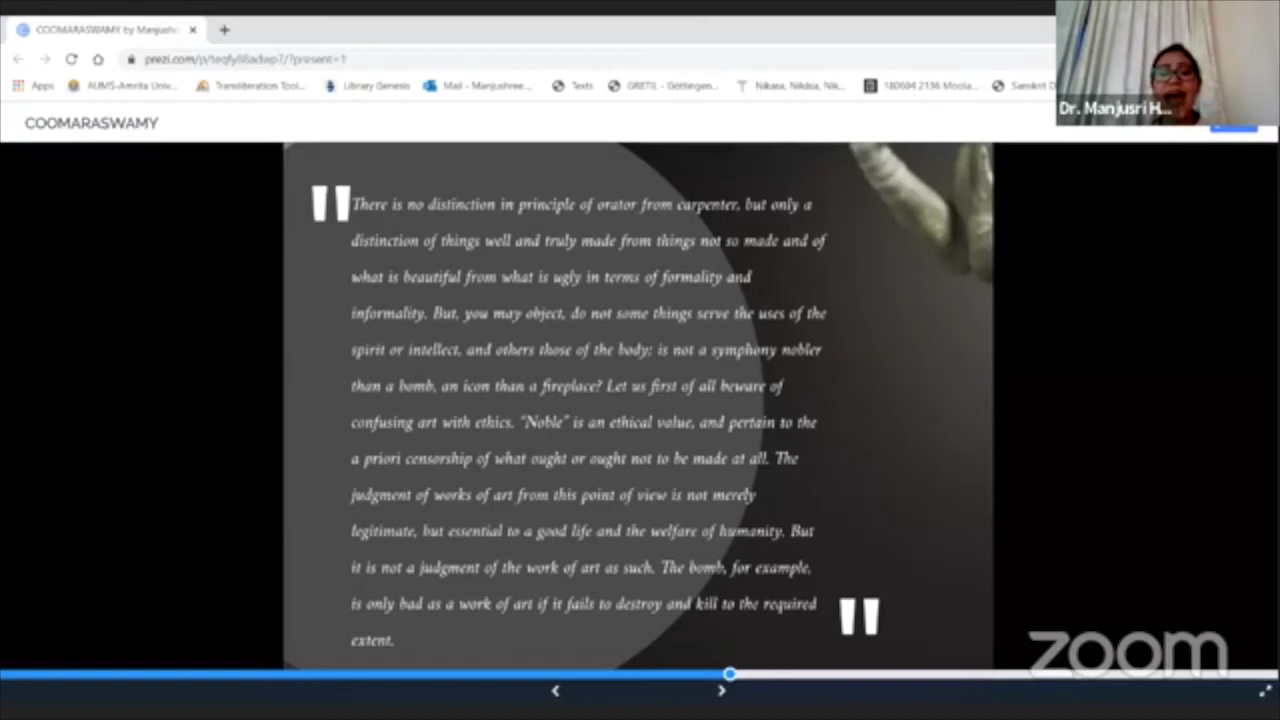 COOMARASWAMY by Manjush
prezi.com/p/teqfy88adwp7/?present=1
Apps AUMS-Amrita Univ... Transliteration Tool... Library Genesis Mail - Manjushree... Texts GRETIL - Göttingen... Nikasa, Nikāsa, Nik... 180604 2136 Moola... Sanskrit D
Dr. Manjusri H...
COOMARASWAMY
"There is no distinction in principle of orator from carpenter, but only a
distinction of things well and truly made from things not so made and of
what is beautiful from what is ugly in terms of formality and
informality. But, you may object, do not some things serve the uses of the
spirit or intellect, and others those of the body; is not a symphony nobler
than a bomb, an icon than a fireplace? Let us first of all beware of
confusing art with ethics. "Noble" is an ethical value, and pertain to the
a priori censorship of what ought or ought not to be made at all. The
judgment of works of art from this point of view is not merely
legitimate, but essential to a good life and the welfare of humanity. But
it is not a judgment of the work of art as such. The bomb, for example,
is only bad as a work of art if it fails to destroy and kill to the required
extent. "
zoom